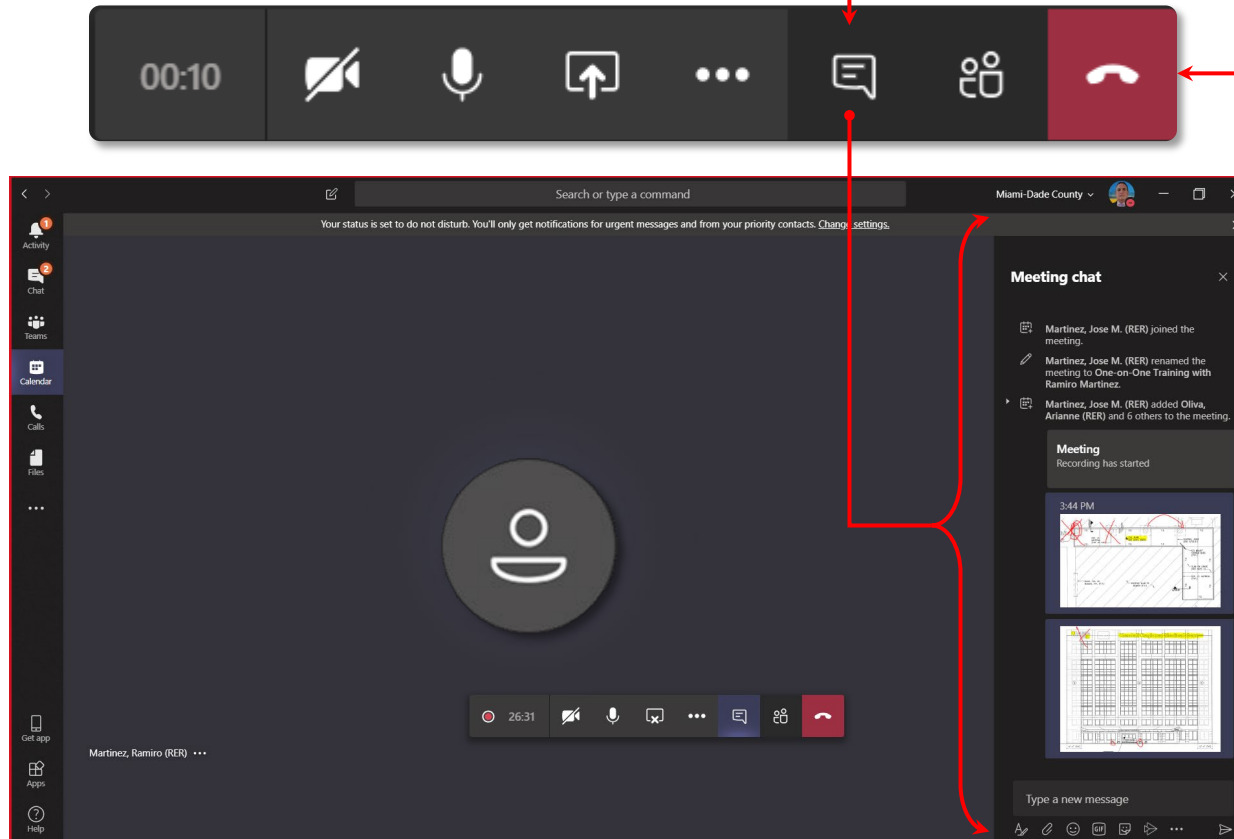 00:10
Search or type a command
Miami-Dade County
Your status is set to do not disturb. You'll only get notifications for urgent messages and from your priority contacts. Change settings.
1
Activity
2
Chat
Teams
Calendar
Calls
Files
Meeting chat
Martinez, Jose M. (RER) joined the
meeting.
Martinez, Jose M. (RER) renamed the
meeting to One-on-One Training with
Ramiro Martinez.
Martinez, Jose M. (RER) added Oliva,
Arianne (RER) and 6 others to the meeting.
Meeting
Recording has started
3:44 PM
26:31
Martinez, Ramiro (RER)
Get app
Apps
Help
Type a new message
GIF